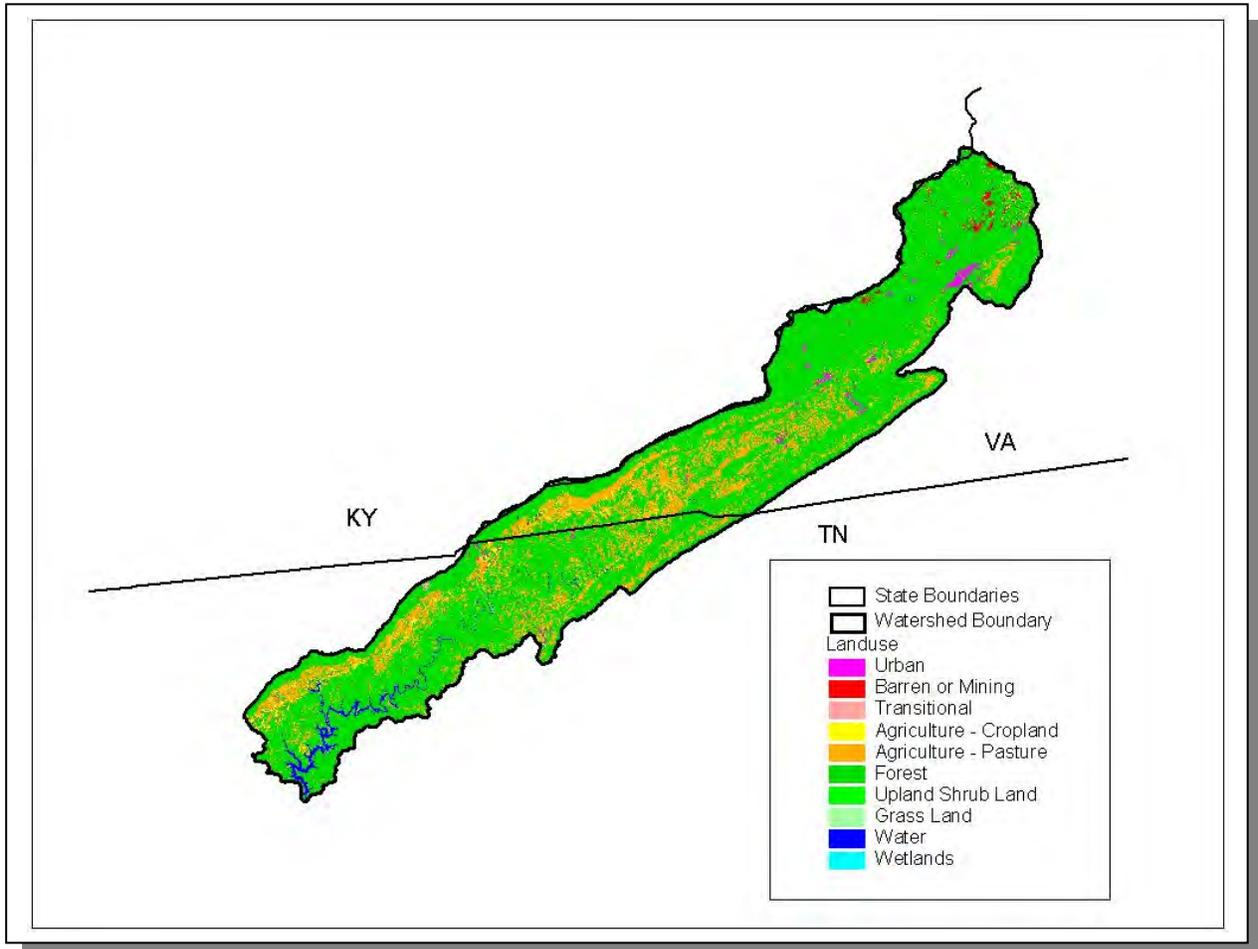 VA
KY
TN
State Boundaries
Watershed Boundary
Landuse
Urban
Barren or Mining
Transitional
Agriculture - Cropland
Agriculture - Pasture
Forest
Upland Shrub Land
Grass Land
Water
Wetlands